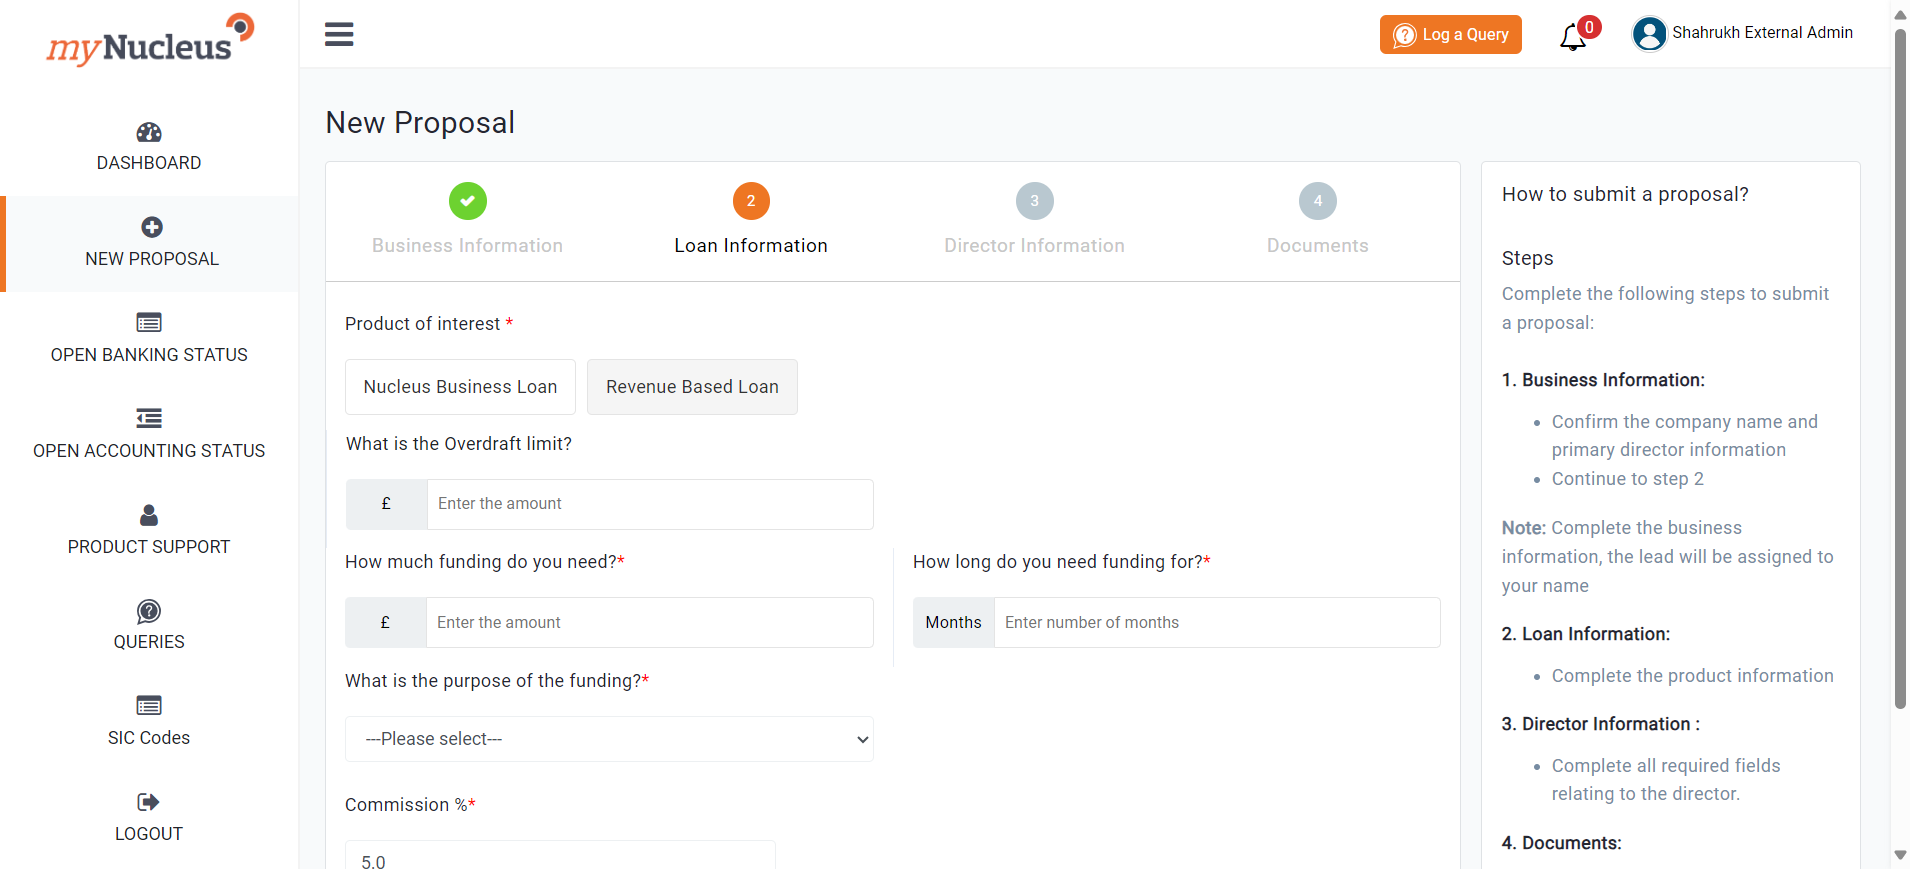 myNucleus
DASHBOARD
NEW PROPOSAL
OPEN BANKING STATUS
OPEN ACCOUNTING STATUS
PRODUCT SUPPORT
QUERIES
SIC Codes
LOGOUT
Log a Query
0
Shahrukh External Admin
New Proposal
2
3
4
Business Information
Loan Information
Director Information
Documents
Product of interest *
Nucleus Business Loan
Revenue Based Loan
What is the Overdraft limit?
£
Enter the amount
How much funding do you need?*
£
Enter the amount
How long do you need funding for?*
Months
Enter number of months
What is the purpose of the funding?*
---Please select---
Commission %*
5.0
How to submit a proposal?
Steps
Complete the following steps to submit
a proposal:
1. Business Information:
• Confirm the company name and
primary director information
• Continue to step 2
Note: Complete the business
information, the lead will be assigned to
your name
2. Loan Information:
• Complete the product information
3. Director Information :
• Complete all required fields
relating to the director.
4. Documents: